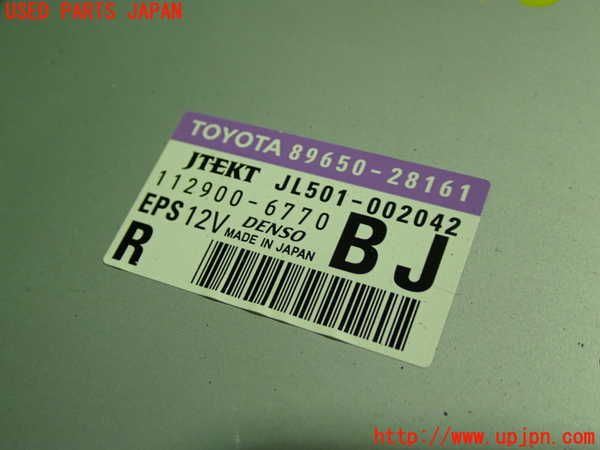 USED PARTS JAPAN
TOYOTA 89650-28161
JTEKT JL501-002042
112900-6770
EPS 12V DENSO BJ
R MADE IN JAPAN
http://www.upjpn.com